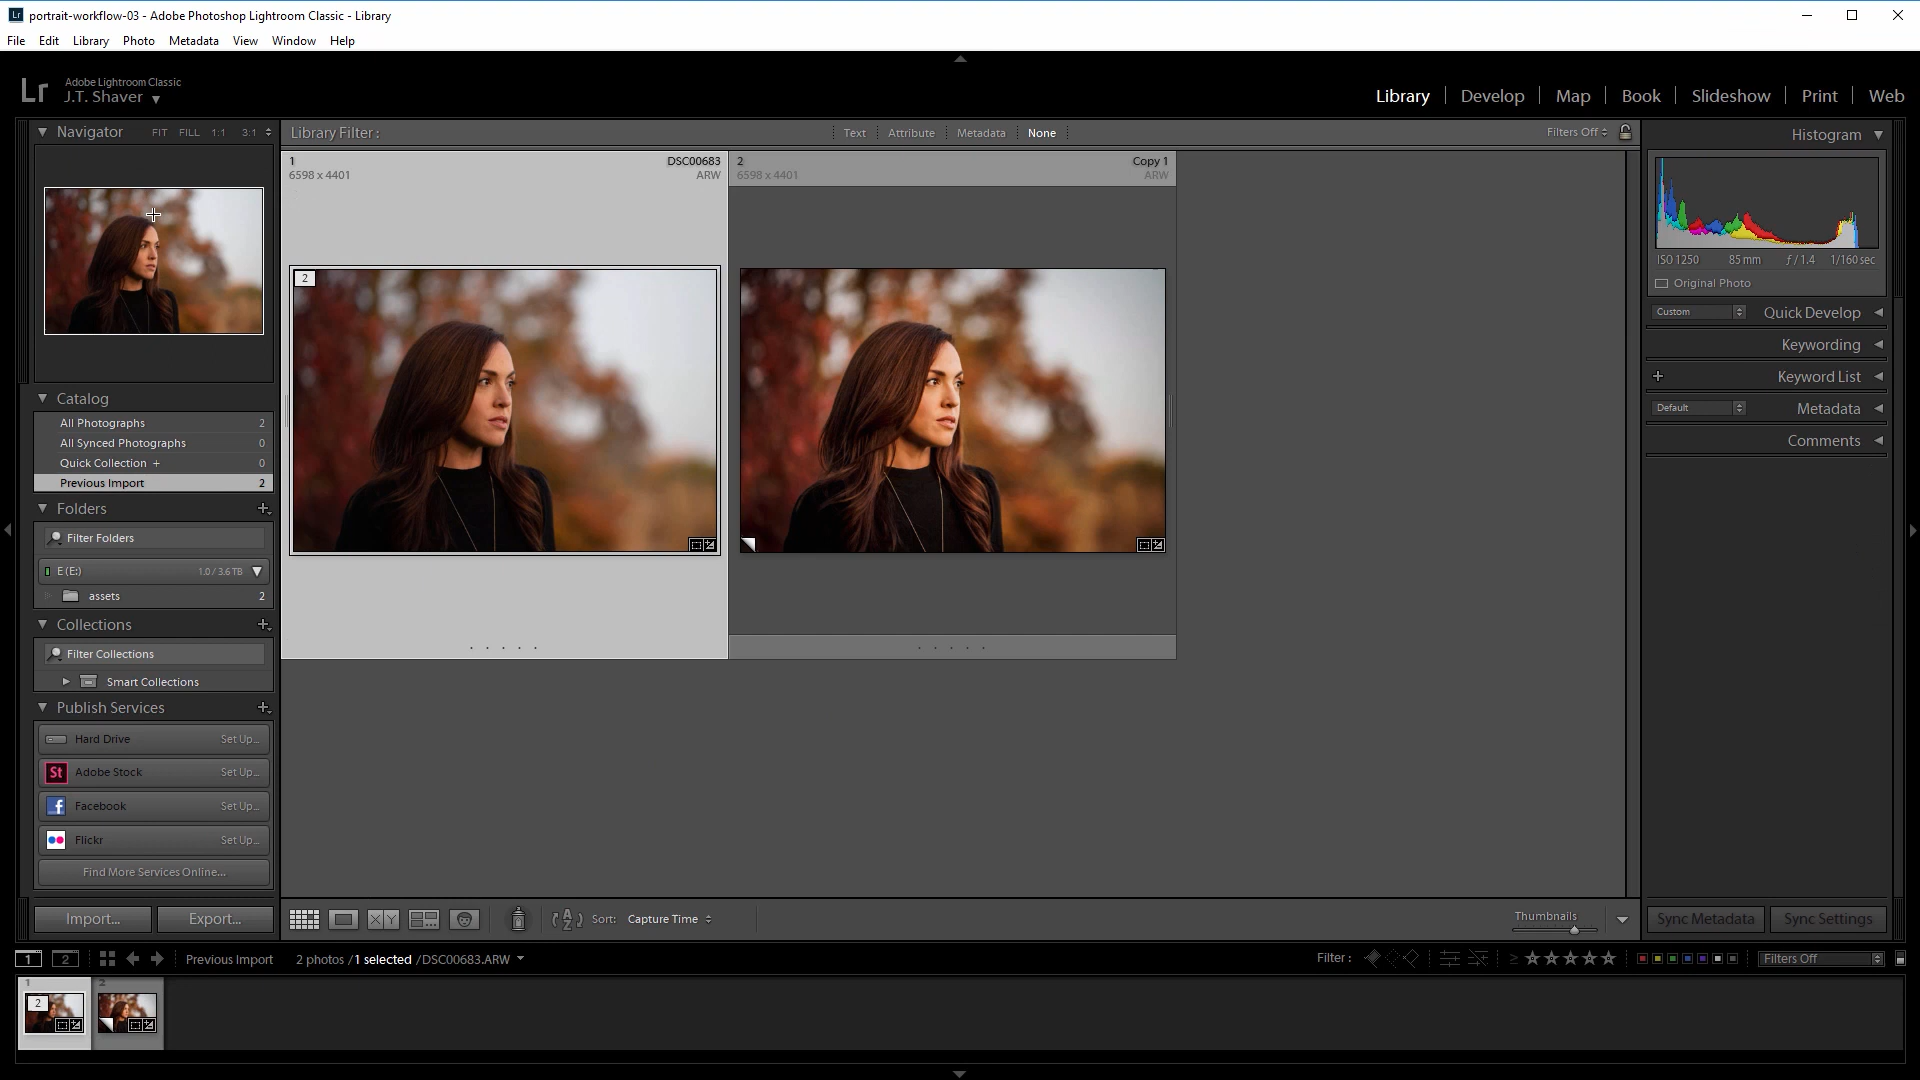 Lr portrait-workflow-03 - Adobe Photoshop Lightroom Classic - Library
File Edit Library Photo Metadata View Window Help
Lr Adobe Lightroom Classic
J.T. Shaver
Library Develop Map Book Slideshow Print Web
Navigator FIT FILL 1:1 3:1
Library Filter : Text Attribute Metadata None Filters Off
Histogram
1 DSC00683
6598 x 4401 ARW
2
2 Copy 1
6598 x 4401 ARW
ISO 1250 85 mm ƒ / 1.4 1/160 sec
Original Photo
Custom Quick Develop
Keywording
+ Keyword List
Default Metadata
Comments
Catalog
All Photographs 2
All Synced Photographs 0
Quick Collection + 0
Previous Import 2
Folders +
Filter Folders
E (E:) 1.0 / 3.6 TB
assets 2
Collections +
Filter Collections
Smart Collections
Publish Services +
Hard Drive Set Up...
St Adobe Stock Set Up...
f Facebook Set Up...
Flickr Set Up...
Find More Services Online...
Import... Export...
X Y A Z Sort: Capture Time
Thumbnails
Sync Metadata Sync Settings
1 2 Previous Import 2 photos / 1 selected / DSC00683.ARW
Filter : ≥ Filters Off
1 2
2